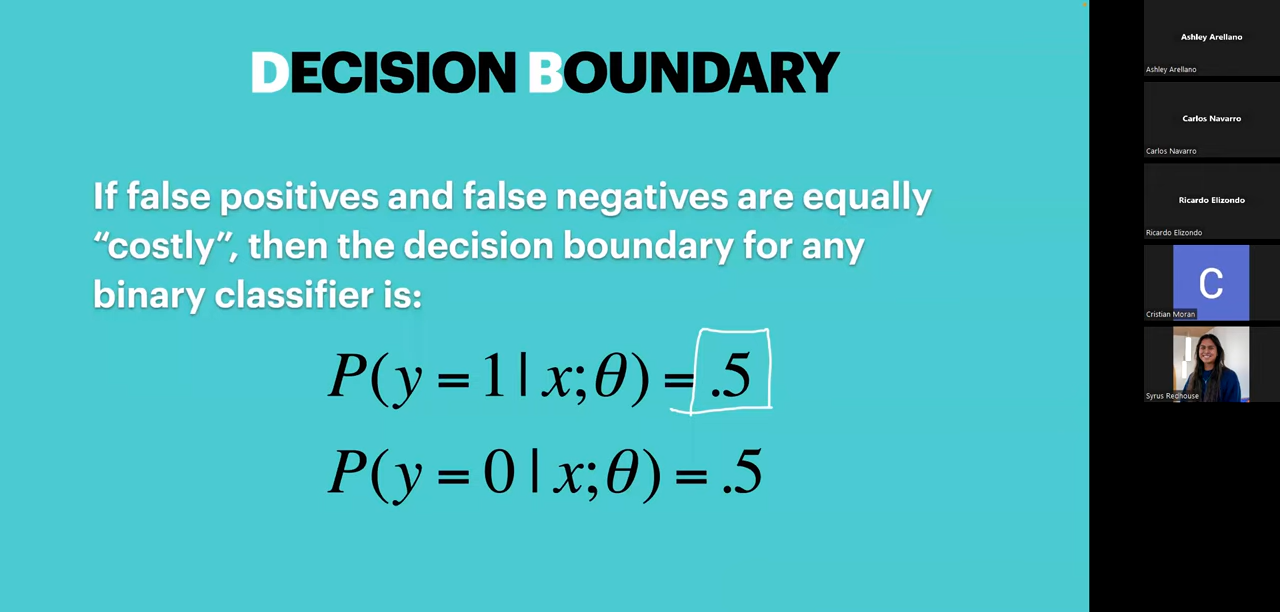 DECISION BOUNDARY
If false positives and false negatives are equally
“costly”, then the decision boundary for any
binary classifier is:
P(y = 1 | x; θ) = .5
P(y = 0 | x; θ) = .5
Ashley Arellano
Ashley Arellano
Carlos Navarro
Carlos Navarro
Ricardo Elizondo
Ricardo Elizondo
C
Cristian Moran
Syrus Redhouse